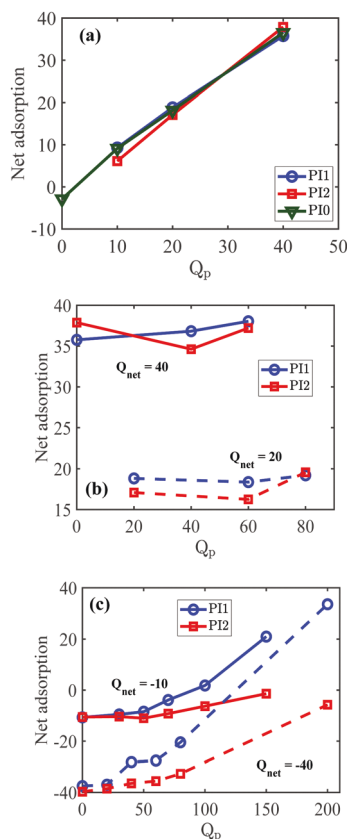 (a)
Net adsorption
40
30
20
10
0
-10
PI1
PI2
PI0
0 10 20 30 40 50
Qp
Net adsorption
40
35
30
25
20
15
Qnet = 40
PI1
PI2
Qnet = 20
(b)
0 20 40 60 80
Qp
(c)
Net adsorption
40
20
0
-20
-40
PI1
PI2
Qnet = -10
Qnet = -40
0 50 100 150 200
Qp